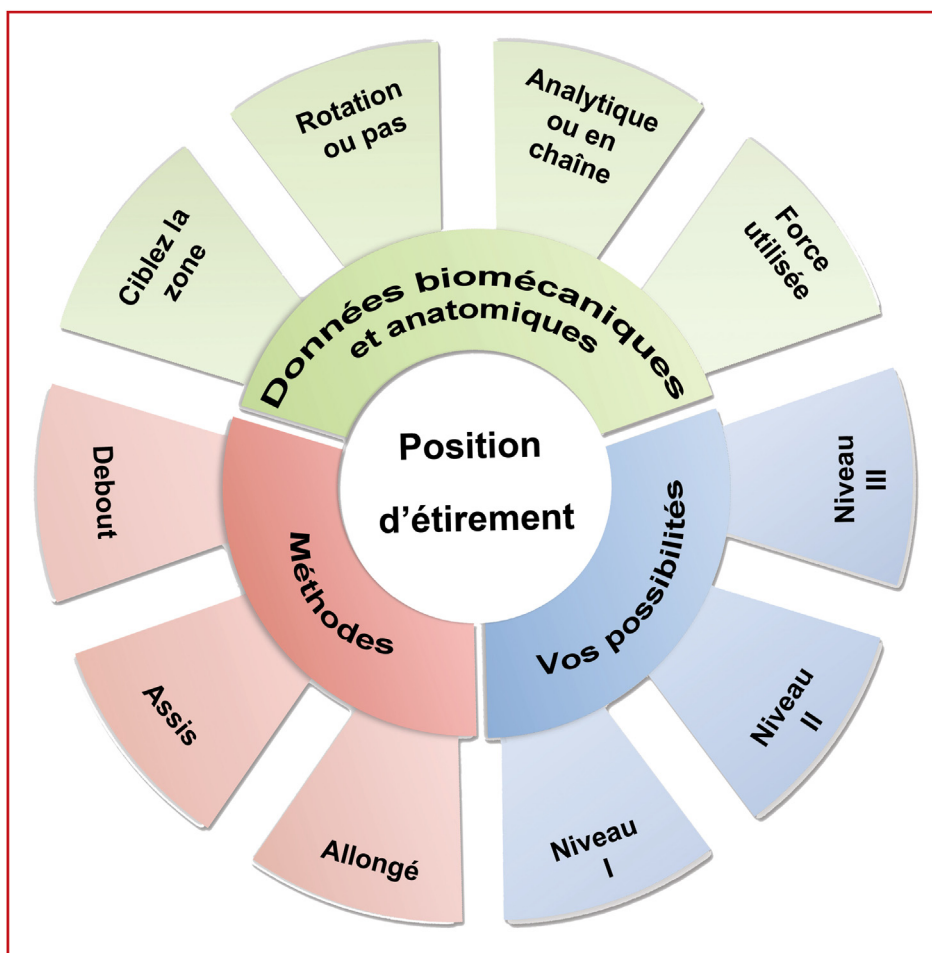 Position
d’étirement
Données biomécaniques
et anatomiques
Ciblez la
zone
Rotation
ou pas
Analytique
ou en
chaîne
Force
utilisée
Vos possibilités
Niveau
III
Niveau
II
Niveau
I
Méthodes
Allongé
Assis
Debout